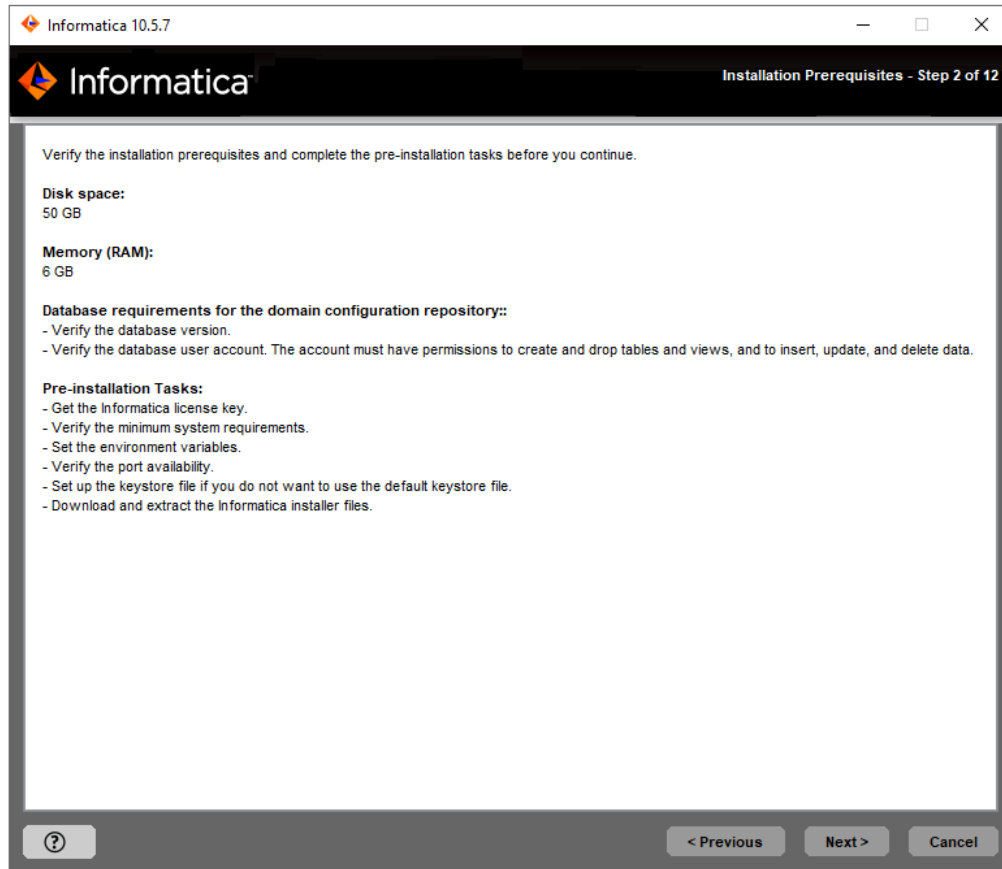 Informatica 10.5.7
Informatica
Installation Prerequisites - Step 2 of 12
Verify the installation prerequisites and complete the pre-installation tasks before you continue.
Disk space:
50 GB
Memory (RAM):
6 GB
Database requirements for the domain configuration repository::
- Verify the database version.
- Verify the database user account. The account must have permissions to create and drop tables and views, and to insert, update, and delete data.
Pre-installation Tasks:
- Get the Informatica license key.
- Verify the minimum system requirements.
- Set the environment variables.
- Verify the port availability.
- Set up the keystore file if you do not want to use the default keystore file.
- Download and extract the Informatica installer files.
?
< Previous
Next >
Cancel